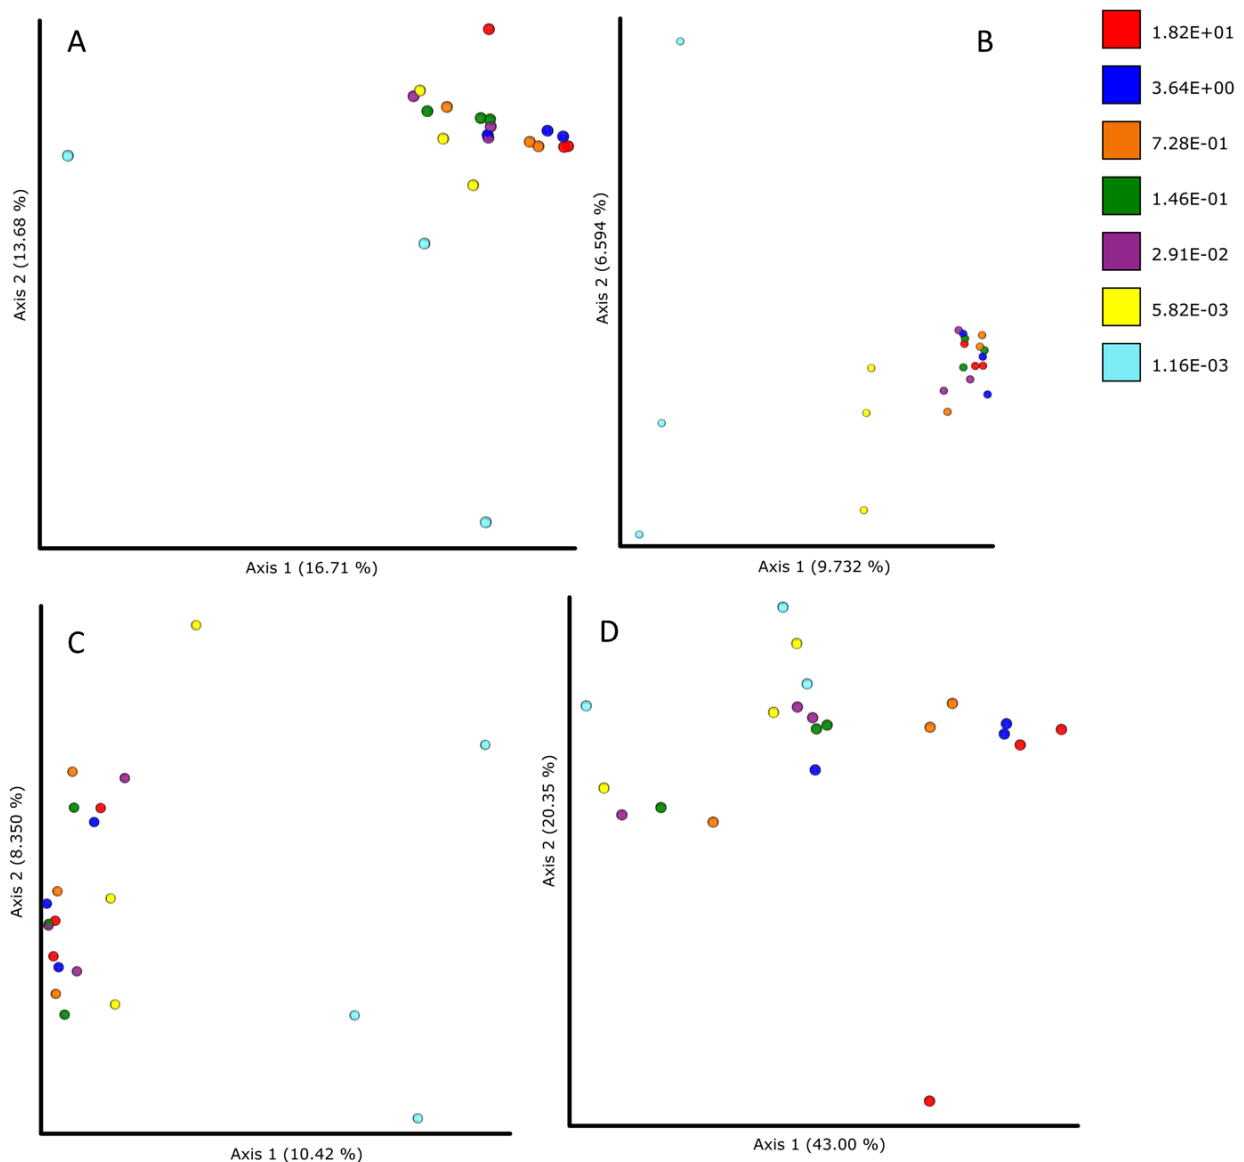 A
Axis 2 (13.68 %)
Axis 1 (16.71 %)
B
Axis 2 (6.594 %)
Axis 1 (9.732 %)
1.82E+01
3.64E+00
7.28E-01
1.46E-01
2.91E-02
5.82E-03
1.16E-03
C
Axis 2 (8.350 %)
Axis 1 (10.42 %)
D
Axis 2 (20.35 %)
Axis 1 (43.00 %)